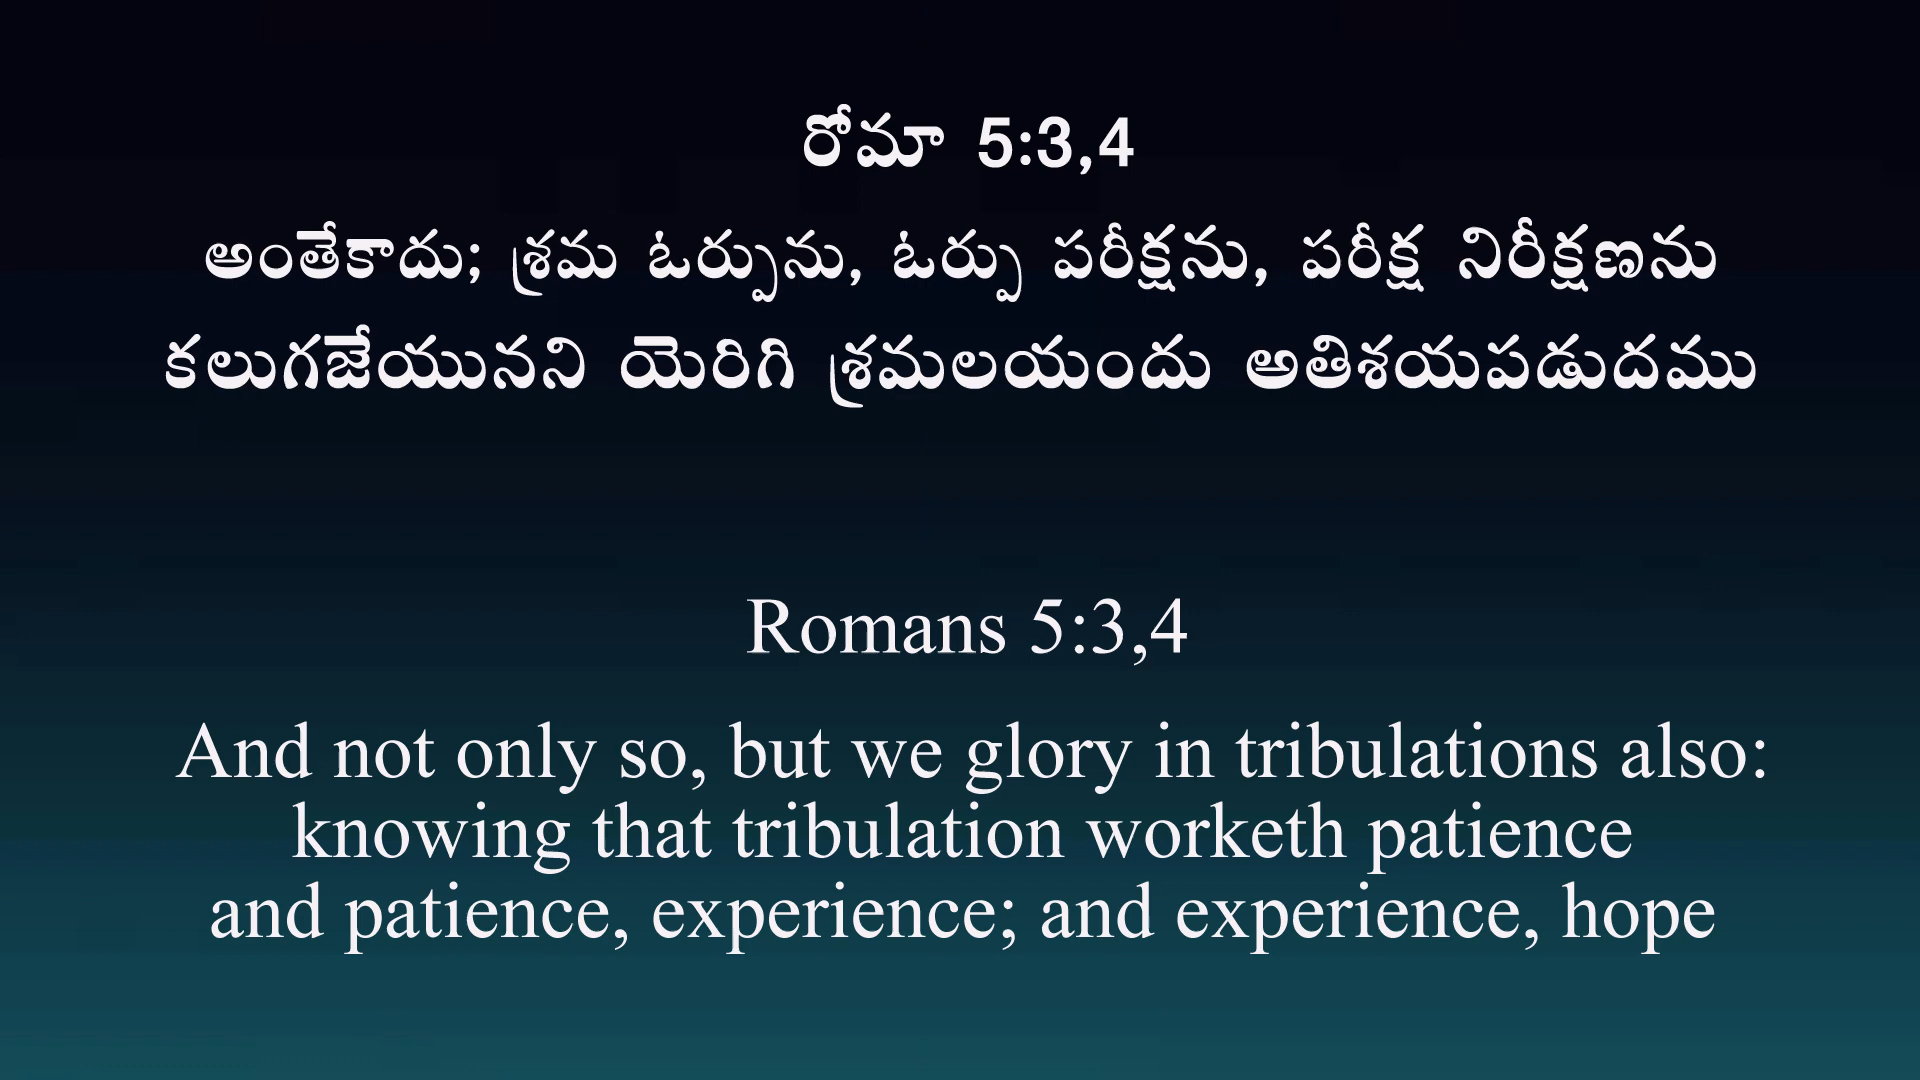 రోమా 5:3,4
అంతేకాదు; శ్రమ ఓర్పును, ఓర్పు పరీక్షను, పరీక్ష నిరీక్షణను
కలుగజేయునని యెరిగి శ్రమలయందు అతిశయపడుదము
Romans 5:3,4
And not only so, but we glory in tribulations also:
knowing that tribulation worketh patience
and patience, experience; and experience, hope